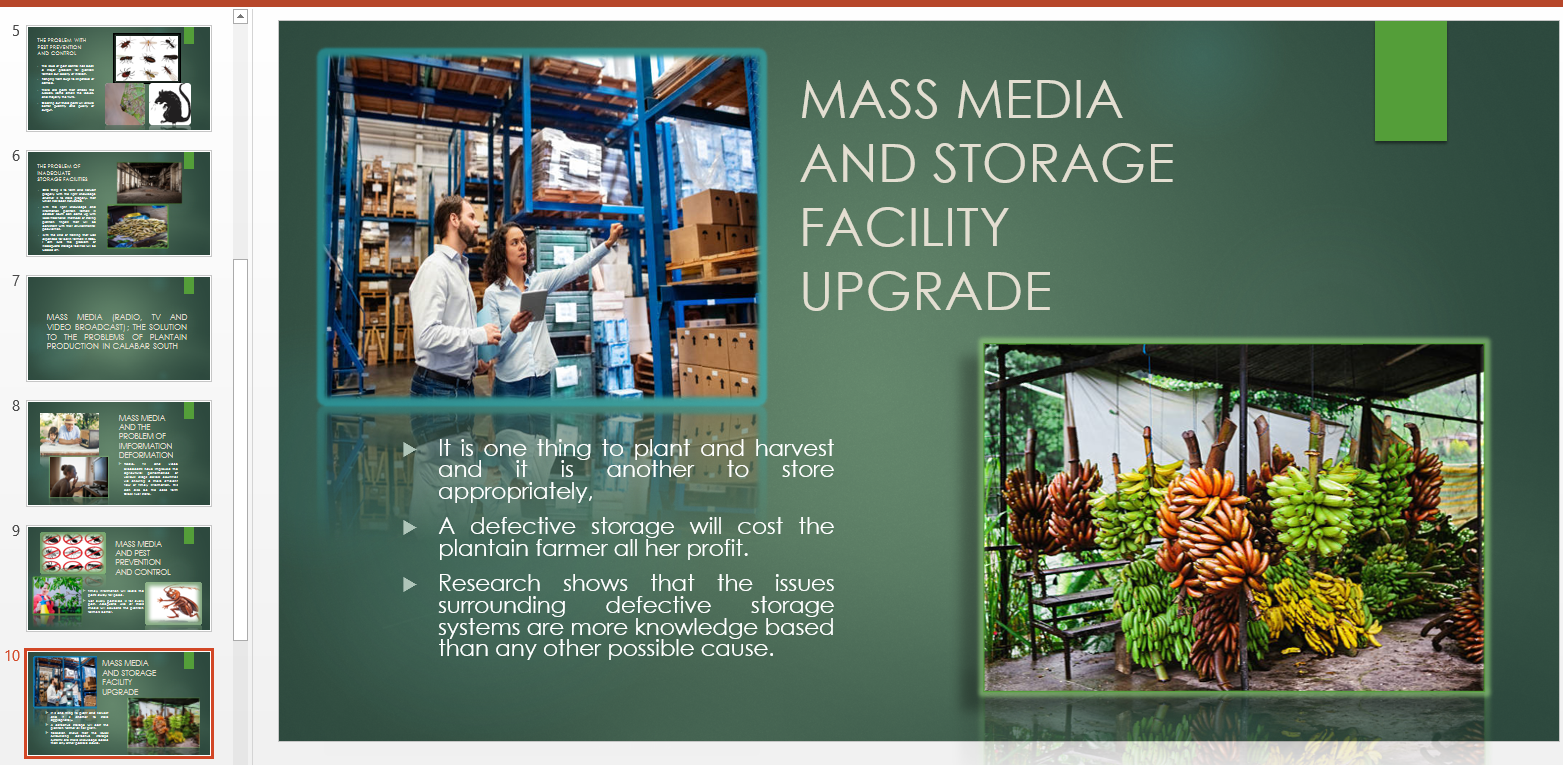 5
THE PROBLEM WITH
PEST PREVENTION
AND CONTROL
6
THE PROBLEM OF
INADEQUATE
STORAGE FACILITIES
7
MASS MEDIA (RADIO, TV AND
VIDEO BROADCAST); THE SOLUTION
TO THE PROBLEMS OF PLANTAIN
PRODUCTION IN CALABAR SOUTH
8
MASS MEDIA
AND THE
PROBLEM OF
IMFORMATION
DEFORMATION
9
MASS MEDIA
AND PEST
PREVENTION
AND CONTROL
10
MASS MEDIA
AND STORAGE
FACILITY
UPGRADE
MASS MEDIA
AND STORAGE
FACILITY
UPGRADE
It is one thing to plant and harvest
and it is another to store
appropriately,
A defective storage will cost the
plantain farmer all her profit.
Research shows that the issues
surrounding defective storage
systems are more knowledge based
than any other possible cause.